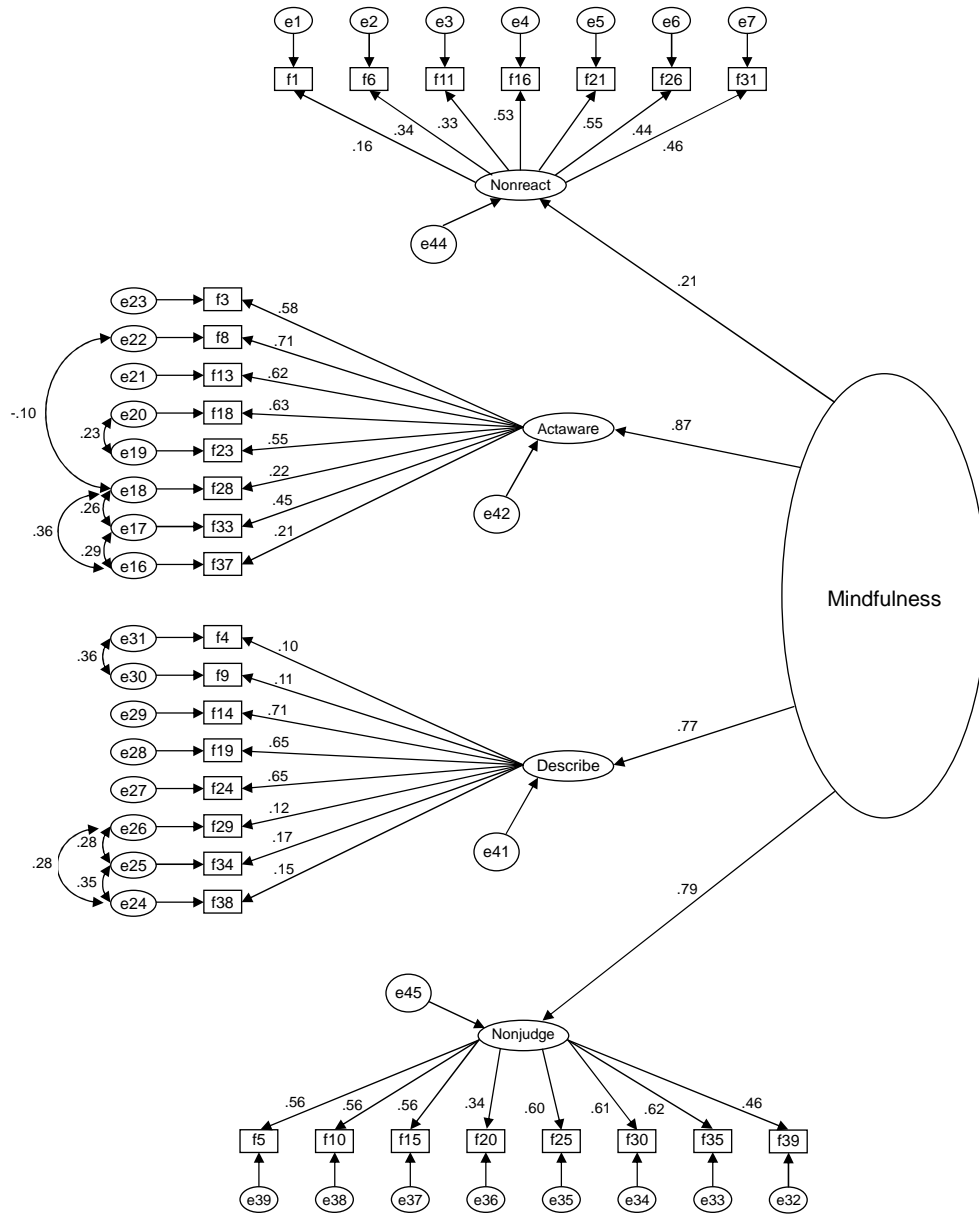 e1 e2 e3 e4 e5 e6 e7
f1 f6 f11 f16 f21 f26 f31
.16 .34 .33 .53 .55 .44 .46
Nonreact
e44
.21
e23 f3 .58
e22 f8 .71
e21 f13 .62
e20 f18 .63
e19 f23 .55
e18 f28 .22
e17 f33 .45
e16 f37 .21
-.10
.23
.26
.36
.29
Actaware
.87
e42
Mindfulness
e31 f4 .10
e30 f9 .11
e29 f14 .71
e28 f19 .65
e27 f24 .65
e26 f29 .12
e25 f34 .17
e24 f38 .15
.36
.28
.28
.35
Describe
.77
e41
.79
e45
Nonjudge
.56 .56 .56 .34 .60 .61 .62 .46
f5 f10 f15 f20 f25 f30 f35 f39
e39 e38 e37 e36 e35 e34 e33 e32